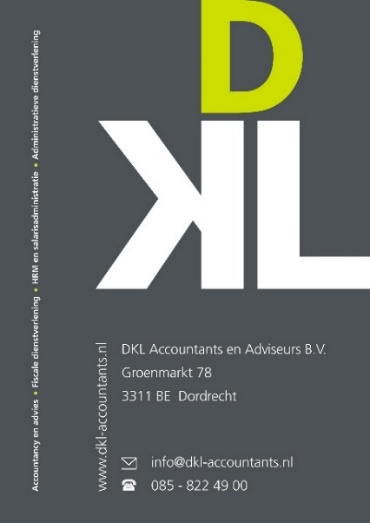 D
KL
Accountancy en advies • Fiscale dienstverlening • HRM en salarisadministratie • Administratieve dienstverlening
www.dkl-accountants.nl
DKL Accountants en Adviseurs B.V.
Groenmarkt 78
3311 BE Dordrecht
info@dkl-accountants.nl
085 - 822 49 00